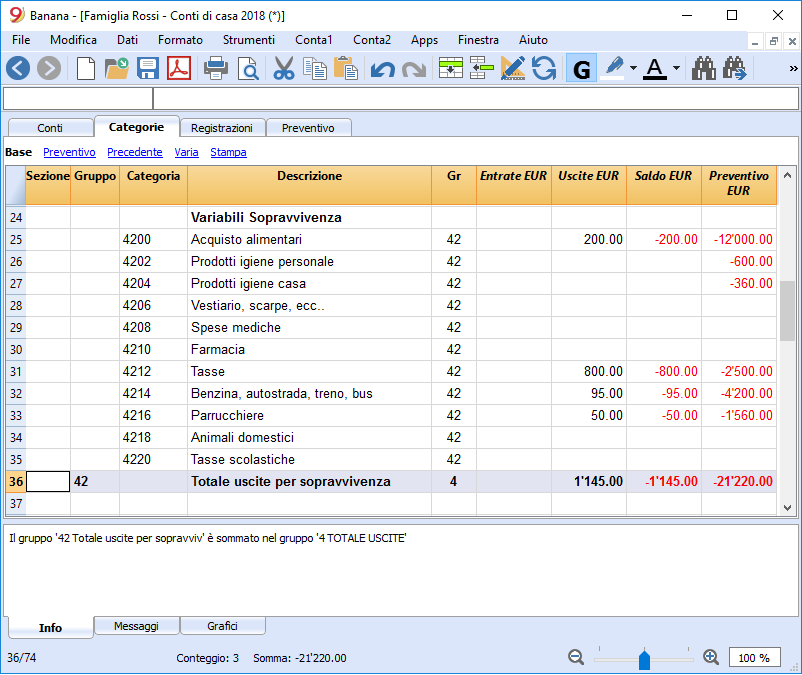 Banana - [Famiglia Rossi - Conti di casa 2018 (*)]
File Modifica Dati Formato Strumenti Conta1 Conta2 Apps Finestra Aiuto
G A »
Conti Categorie Registrazioni Preventivo
Base Preventivo Precedente Varia Stampa
Sezione Gruppo Categoria Descrizione Gr Entrate EUR Uscite EUR Saldo EUR Preventivo EUR
24 Variabili Sopravvivenza
25 4200 Acquisto alimentari 42 200.00 -200.00 -12'000.00
26 4202 Prodotti igiene personale 42 -600.00
27 4204 Prodotti igiene casa 42 -360.00
28 4206 Vestiario, scarpe, ecc.. 42
29 4208 Spese mediche 42
30 4210 Farmacia 42
31 4212 Tasse 42 800.00 -800.00 -2'500.00
32 4214 Benzina, autostrada, treno, bus 42 95.00 -95.00 -4'200.00
33 4216 Parrucchiere 42 50.00 -50.00 -1'560.00
34 4218 Animali domestici 42
35 4220 Tasse scolastiche 42
36 42 Totale uscite per sopravvivenza 4 1'145.00 -1'145.00 -21'220.00
37
Il gruppo '42 Totale uscite per sopravviv' è sommato nel gruppo '4 TOTALE USCITE'
Info Messaggi Grafici
36/74 Conteggio: 3 Somma: -21'220.00 100 %